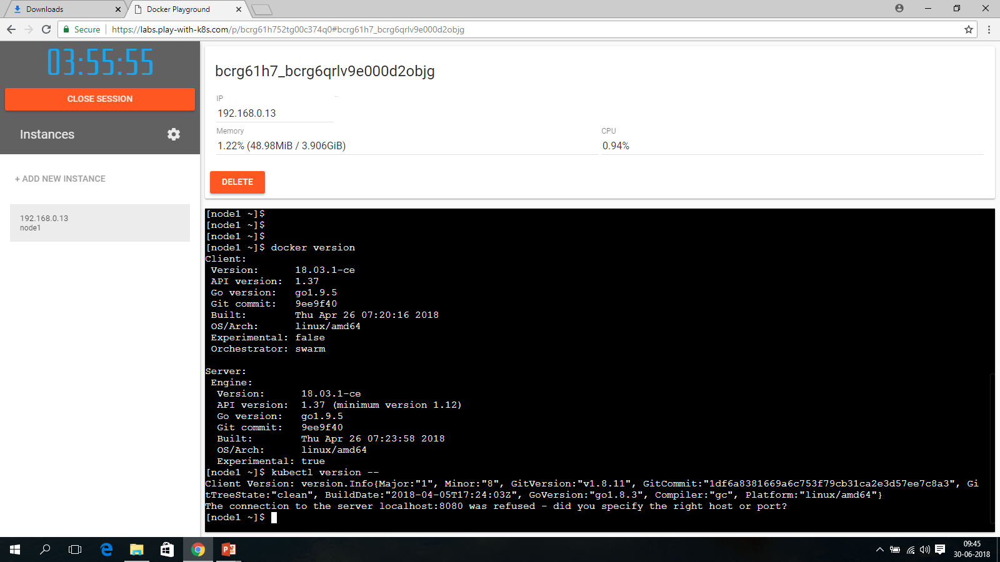 Downloads
Docker Playground
Secure
https://labs.play-with-k8s.com/p/bcrg61h752tg00c374q0#bcrg61h7_bcrg6qrlv9e000d2objg
03:55:55
CLOSE SESSION
Instances
+ ADD NEW INSTANCE
192.168.0.13
node1
bcrg61h7_bcrg6qrlv9e000d2objg
IP
192.168.0.13
Memory
CPU
1.22% (48.98MiB / 3.906GiB)
0.94%
DELETE
[node1 ~]$
[node1 ~]$
[node1 ~]$
[node1 ~]$ docker version
Client:
Version: 18.03.1-ce
API version: 1.37
Go version: go1.9.5
Git commit: 9ee9f40
Built: Thu Apr 26 07:20:16 2018
OS/Arch: linux/amd64
Experimental: false
Orchestrator: swarm
Server:
Engine:
Version: 18.03.1-ce
API version: 1.37 (minimum version 1.12)
Go version: go1.9.5
Git commit: 9ee9f40
Built: Thu Apr 26 07:23:58 2018
OS/Arch: linux/amd64
Experimental: true
[node1 ~]$ kubectl version --
Client Version: version.Info{Major:"1", Minor:"8", GitVersion:"v1.8.11", GitCommit:"1df6a8381669a6c753f79cb31ca2e3d57ee7c8a3", Gi
tTreeState:"clean", BuildDate:"2018-04-05T17:24:03Z", GoVersion:"go1.8.3", Compiler:"gc", Platform:"linux/amd64"}
The connection to the server localhost:8080 was refused - did you specify the right host or port?
[node1 ~]$
09:45
30-06-2018